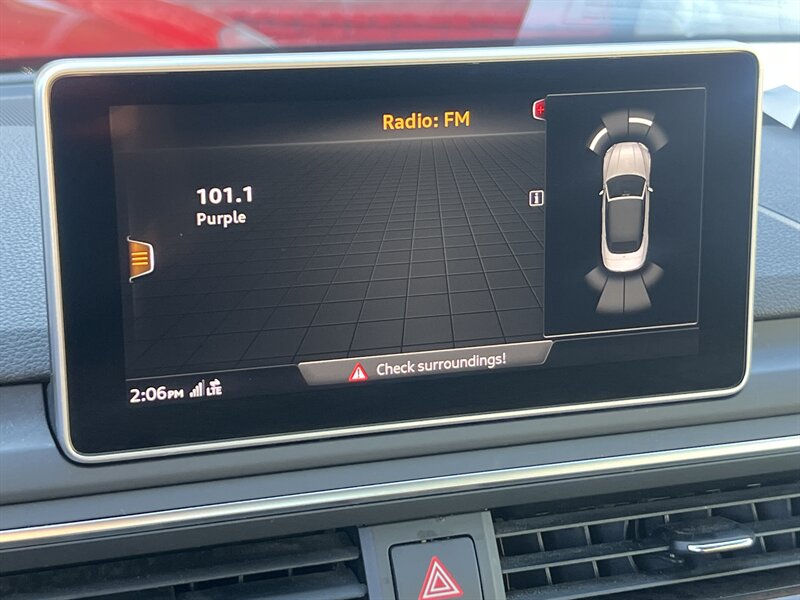 Radio: FM
101.1
Purple
i
Check surroundings!
2:06PM LTE